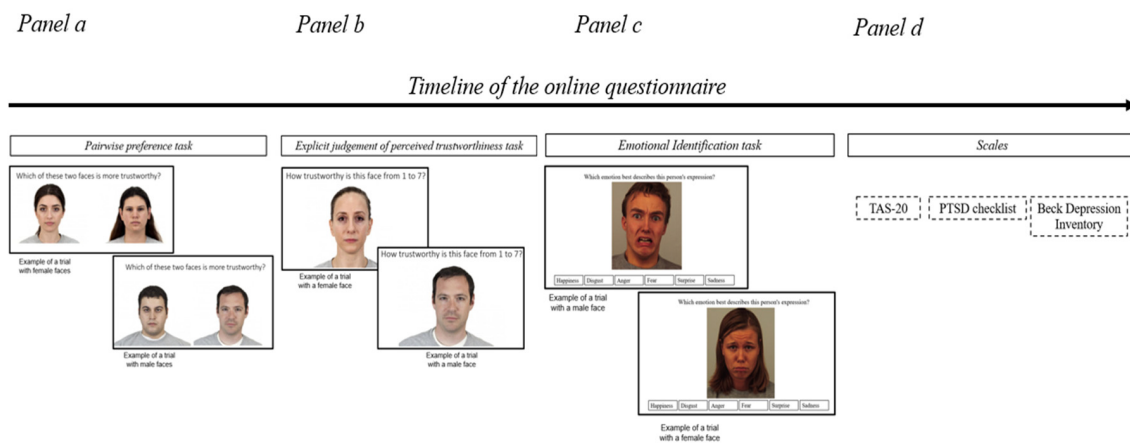 Panel a
Panel b
Panel c
Panel d
Timeline of the online questionnaire
Pairwise preference task
Explicit judgement of perceived trustworthiness task
Emotional Identification task
Scales
Which of these two faces is more trustworthy?
Example of a trial
with female faces
Which of these two faces is more trustworthy?
Example of a trial
with male faces
How trustworthy is this face from 1 to 7?
Example of a trial
with a female face
How trustworthy is this face from 1 to 7?
Example of a trial
with a male face
Which emotion best describes this person's expression?
Happiness Disgust Anger Fear Surprise Sadness
Example of a trial
with a male face
Which emotion best describes this person's expression?
Happiness Disgust Anger Fear Surprise Sadness
Example of a trial
with a female face
TAS-20
PTSD checklist
Beck Depression
Inventory